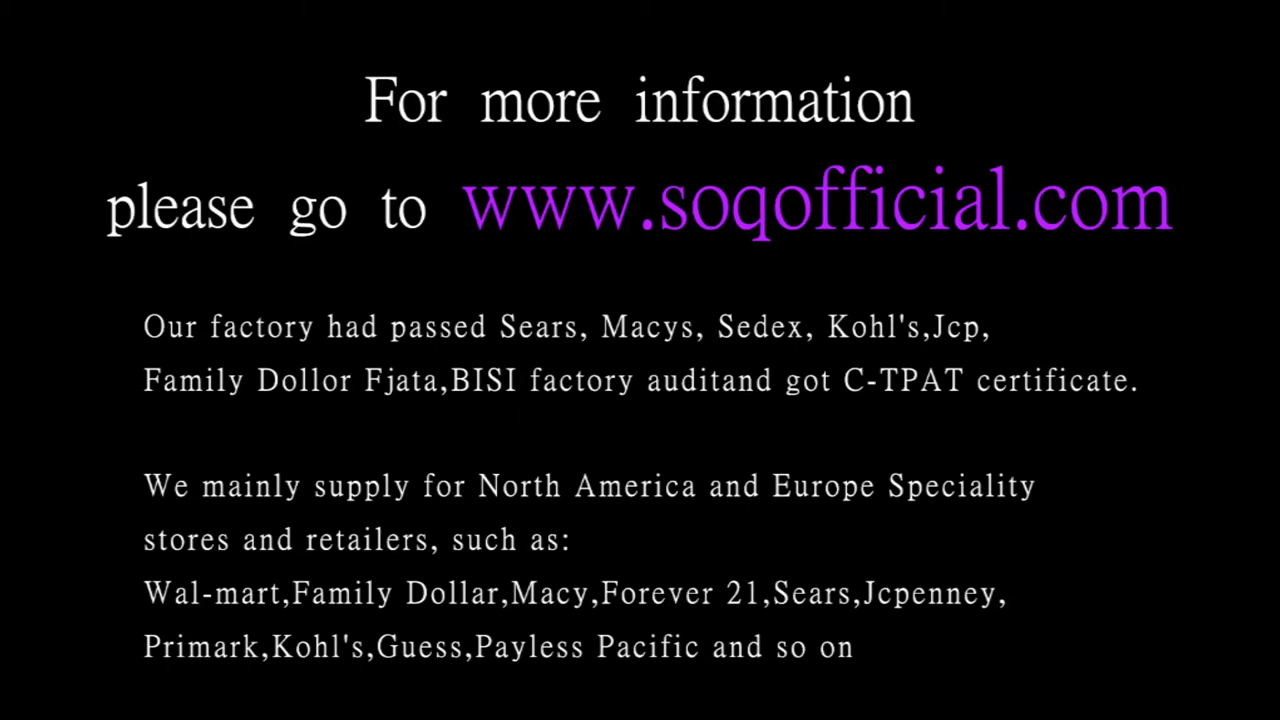 For more information
please go to www.soqofficial.com
Our factory had passed Sears, Macys, Sedex, Kohl's,Jcp,
Family Dollor Fjata,BISI factory auditand got C-TPAT certificate.
We mainly supply for North America and Europe Speciality
stores and retailers, such as:
Wal-mart,Family Dollar,Macy,Forever 21,Sears,Jcpenney,
Primark,Kohl's,Guess,Payless Pacific and so on